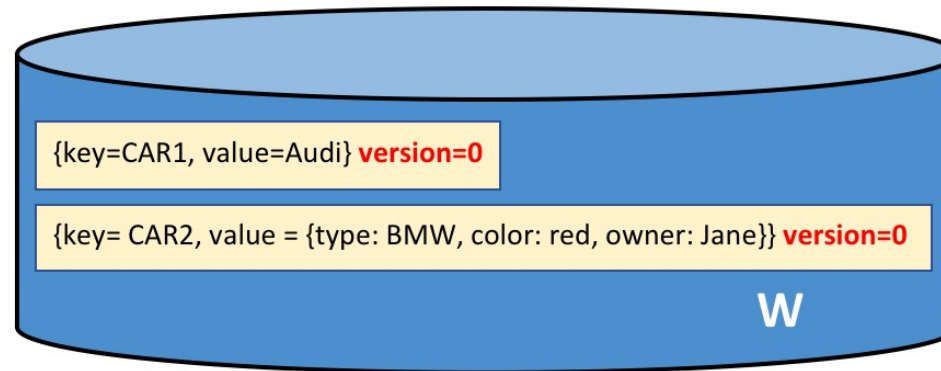 {key=CAR1, value=Audi} version=0
{key= CAR2, value = {type: BMW, color: red, owner: Jane}} version=0
W